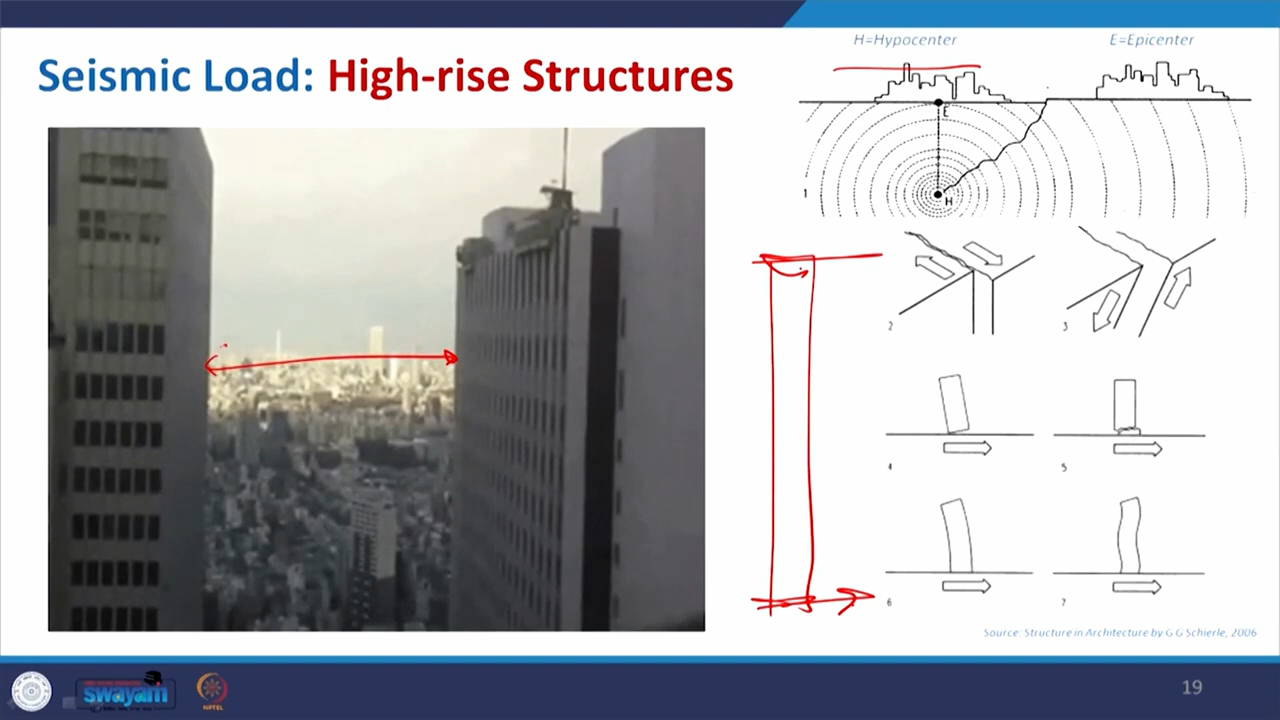 H=Hypocenter
E=Epicenter
Seismic Load: High-rise Structures
E
1
H
2
3
4
5
6
7
Source: Structure in Architecture by G G Schierle, 2006
swayam
NPTEL
19